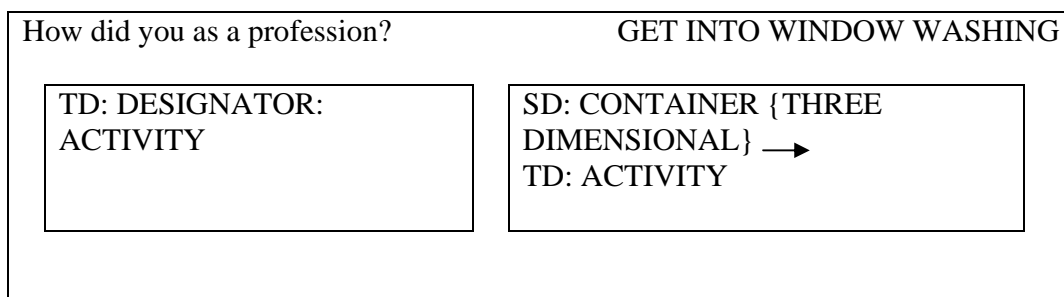 How did you as a profession? GET INTO WINDOW WASHING
TD: DESIGNATOR:
ACTIVITY
SD: CONTAINER {THREE
DIMENSIONAL}
TD: ACTIVITY